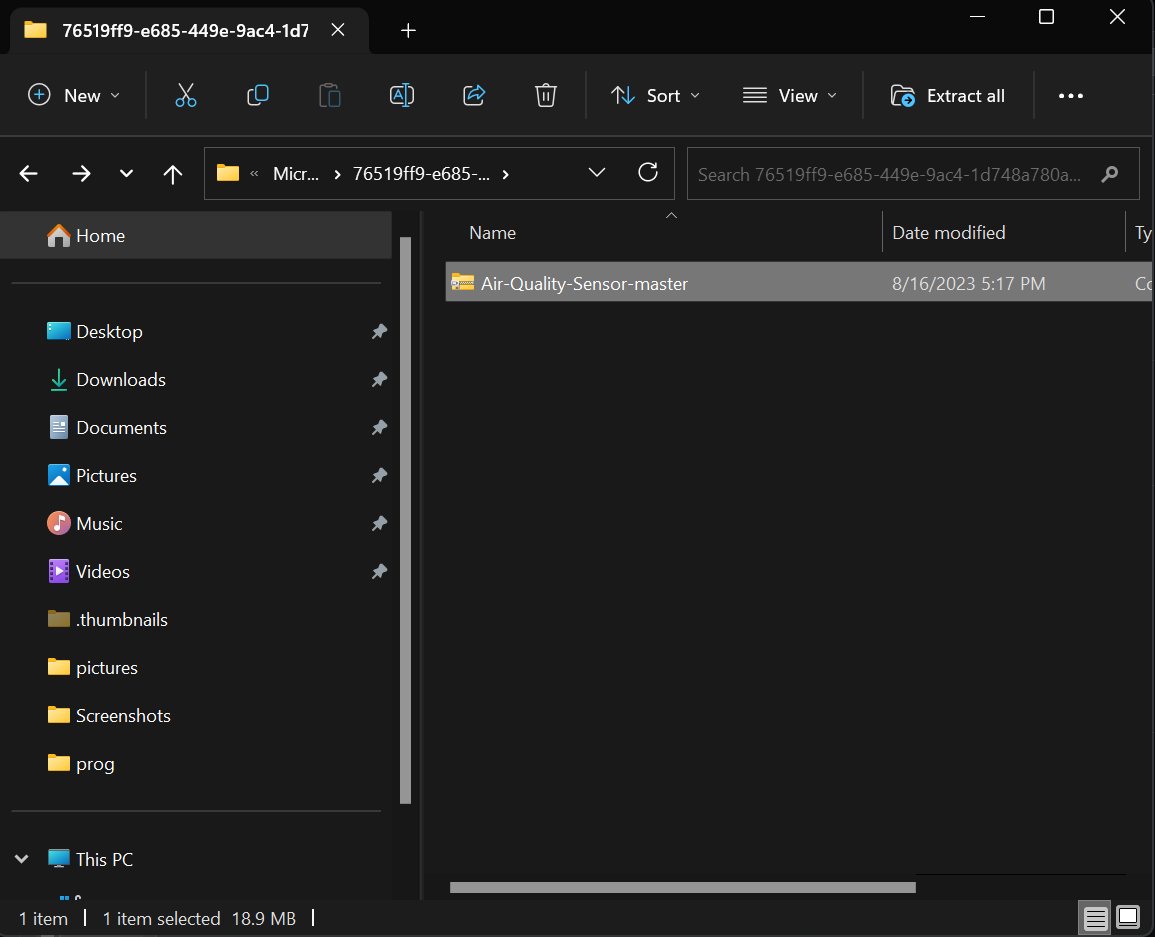 76519ff9-e685-449e-9ac4-1d7
New
Sort
View
Extract all
« Micr... › 76519ff9-e685-... ›
Search 76519ff9-e685-449e-9ac4-1d748a780a...
Home
Name
Date modified
Ty
Air-Quality-Sensor-master
8/16/2023 5:17 PM
Co
Desktop
Downloads
Documents
Pictures
Music
Videos
.thumbnails
pictures
Screenshots
prog
This PC
1 item
1 item selected 18.9 MB